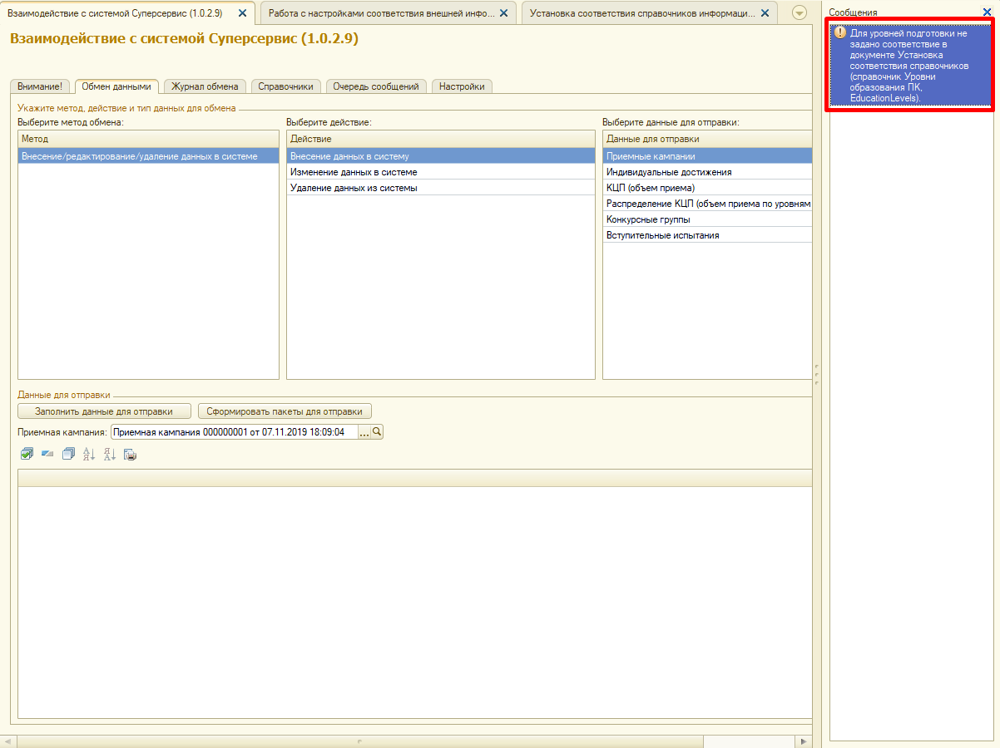 Взаимодействие с системой Суперсервис (1.0.2.9)
Работа с настройками соответствия внешней инфо...
Установка соответствия справочников информаци...
Взаимодействие с системой Суперсервис (1.0.2.9)
Внимание!
Обмен данными
Журнал обмена
Справочники
Очередь сообщений
Настройки
Укажите метод, действие и тип данных для обмена
Выберите метод обмена:
Метод
Внесение/редактирование/удаление данных в системе
Выберите действие:
Действие
Внесение данных в систему
Изменение данных в системе
Удаление данных из системы
Выберите данные для отправки:
Данные для отправки
Приемные кампании
Индивидуальные достижения
КЦП (объем приема)
Распределение КЦП (объем приема по уровням
Конкурсные группы
Вступительные испытания
Данные для отправки
Заполнить данные для отправки
Сформировать пакеты для отправки
Приемная кампания: Приемная кампания 000000001 от 07.11.2019 18:09:04 ...
Сообщения
Для уровней подготовки не
задано соответствие в
документе Установка
соответствия справочников
(справочник Уровни
образования ПК,
EducationLevels).